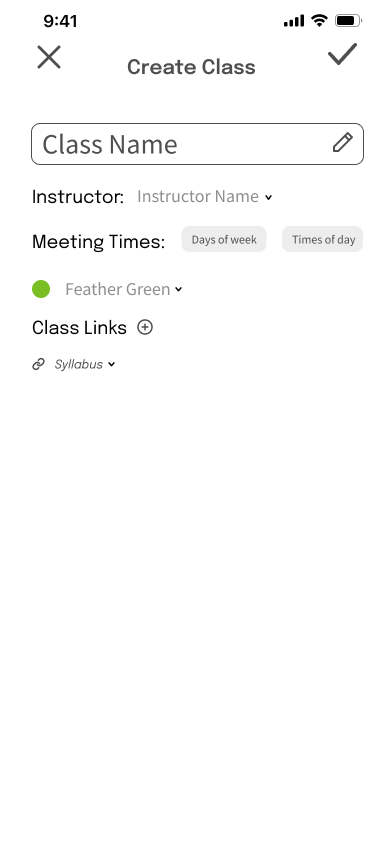 9:41
Create Class
Class Name
Instructor: Instructor Name
Meeting Times: Days of week Times of day
Feather Green
Class Links
Syllabus